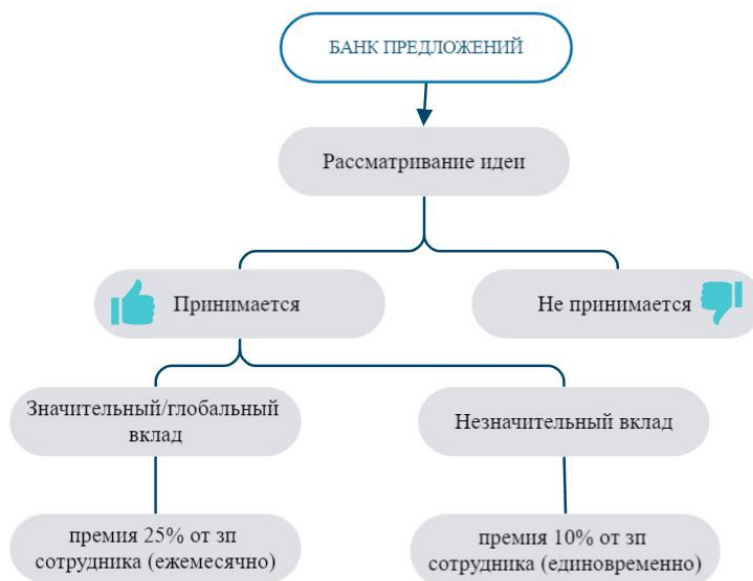 БАНК ПРЕДЛОЖЕНИЙ
Рассматривание идеи
Принимается
Не принимается
Значительный/глобальный
вклад
Незначительный вклад
премия 25% от зп
сотрудника (ежемесячно)
премия 10% от зп
сотрудника (единовременно)